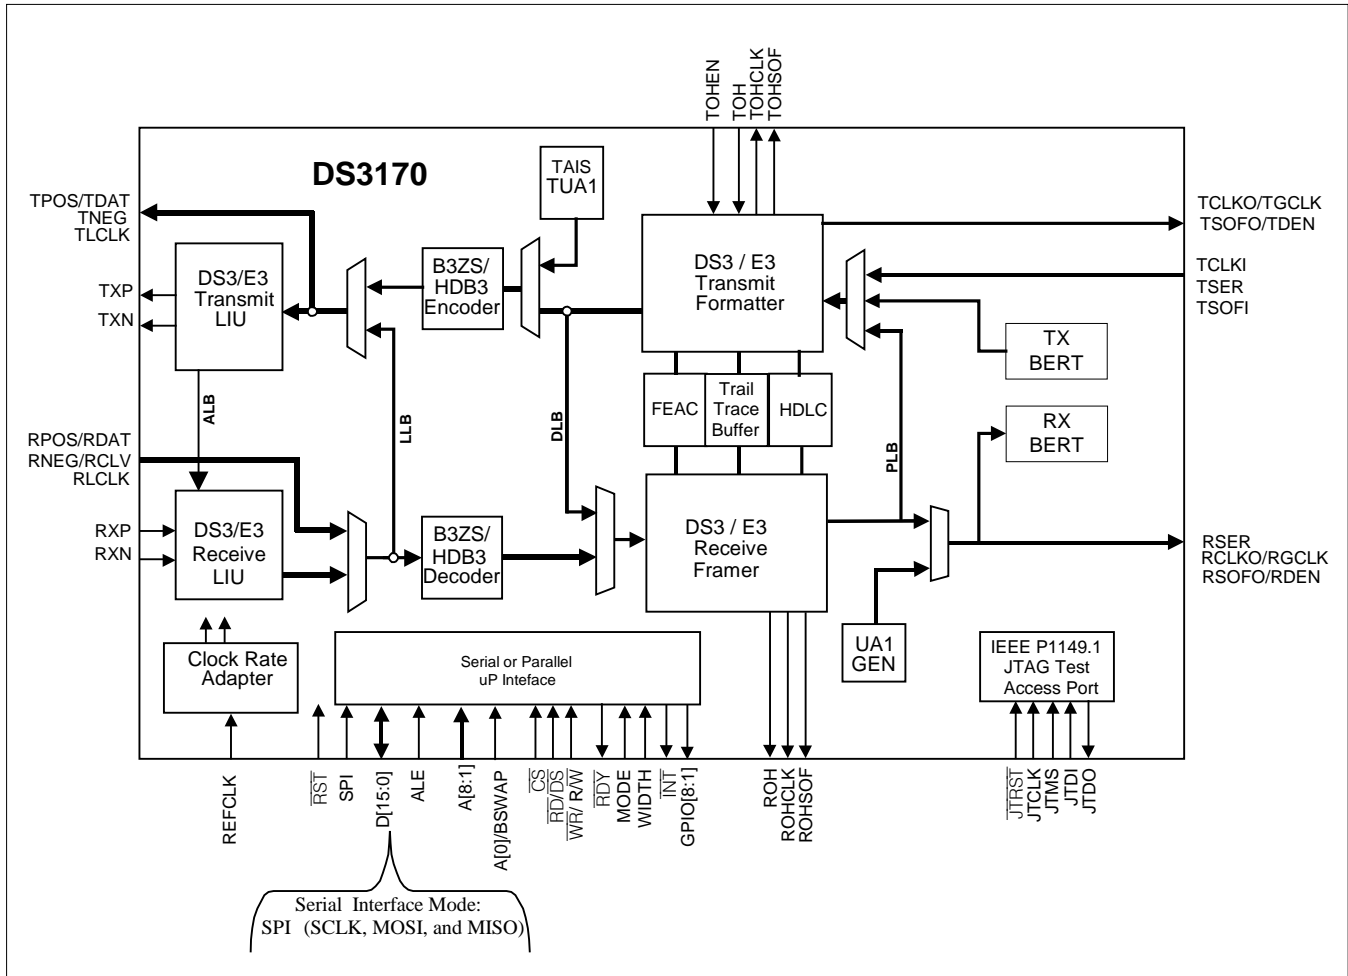 TOHEN
TOH
TOHCLK
TOHSOF
DS3170
TAIS
TUA1
TPOS/TDAT
TNEG
TLCLK
TCLKO/TGCLK
TSOFO/TDEN
DS3/E3
Transmit
LIU
B3ZS/
HDB3
Encoder
DS3 / E3
Transmit
Formatter
TCLKI
TSER
TSOFI
TXP
TXN
TX
BERT
ALB
LLB
DLB
FEAC
Trail
Trace
Buffer
HDLC
PLB
RX
BERT
RPOS/RDAT
RNEG/RCLV
RLCLK
RXP
RXN
DS3/E3
Receive
LIU
B3ZS/
HDB3
Decoder
DS3 / E3
Receive
Framer
RSER
RCLKO/RGCLK
RSOFO/RDEN
Clock Rate
Adapter
Serial or Parallel
uP Inteface
UA1
GEN
IEEE P1149.1
JTAG Test
Access Port
REFCLK
RST
SPI
D[15:0]
ALE
A[8:1]
A[0]/BSWAP
CS
RD/DS
WR/ R/W
RDY
MODE
WIDTH
INT
GPIO[8:1]
ROH
ROHCLK
ROHSOF
JTRST
JTCLK
JTMS
JTDI
JTDO
Serial Interface Mode:
SPI (SCLK, MOSI, and MISO)